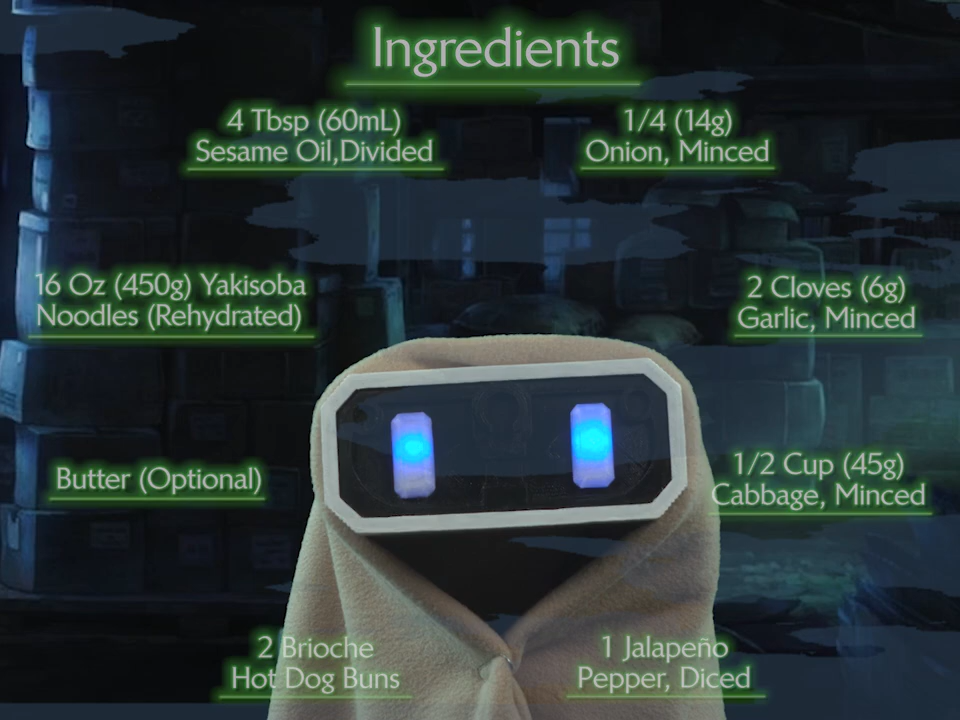 Ingredients
4 Tbsp (60mL)
Sesame Oil,Divided
1/4 (14g)
Onion, Minced
16 Oz (450g) Yakisoba
Noodles (Rehydrated)
2 Cloves (6g)
Garlic, Minced
Butter (Optional)
1/2 Cup (45g)
Cabbage, Minced
2 Brioche
Hot Dog Buns
1 Jalapeño
Pepper, Diced